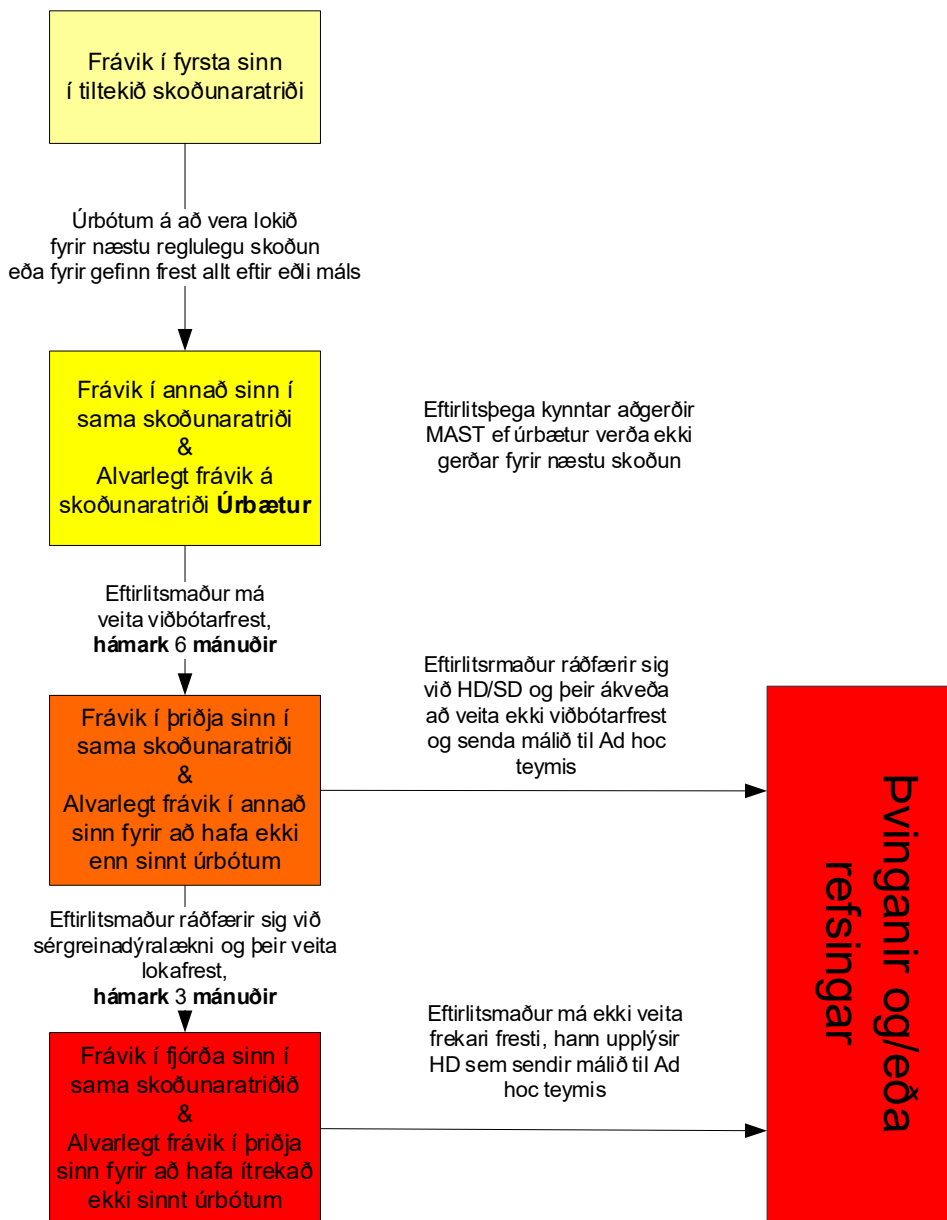 Frávik í fyrsta sinn
í tiltekið skoðunaratriði
Úrbótum á að vera lokið
fyrir næstu reglulegu skoðun
eða fyrir gefinn frest allt eftir eðli máls
Frávik í annað sinn í
sama skoðunaratriði
&
Alvarlegt frávik á
skoðunaratriði Úrbætur
Eftirlitsþega kynntar aðgerðir
MAST ef úrbætur verða ekki
gerðar fyrir næstu skoðun
Eftirlitsmaður má
veita viðbótarfrest,
hámark 6 mánuðir
Frávik í þriðja sinn í
sama skoðunaratriði
&
Alvarlegt frávik í annað
sinn fyrir að hafa ekki
enn sinnt úrbótum
Eftirlitsrmaður ráðfærir sig
við HD/SD og þeir ákveða
að veita ekki viðbótarfrest
og senda málið til Ad hoc
teymis
Eftirlitsmaður ráðfærir sig við
sérgreinadýralækni og þeir veita
lokafrest,
hámark 3 mánuðir
Frávik í fjórða sinn í
sama skoðunaratriðið
&
Alvarlegt frávik í þriðja
sinn fyrir að hafa ítrekað
ekki sinnt úrbótum
Eftirlitsmaður má ekki veita
frekari fresti, hann upplýsir
HD sem sendir málið til Ad
hoc teymis
Þvinganir og/eða
refsingar